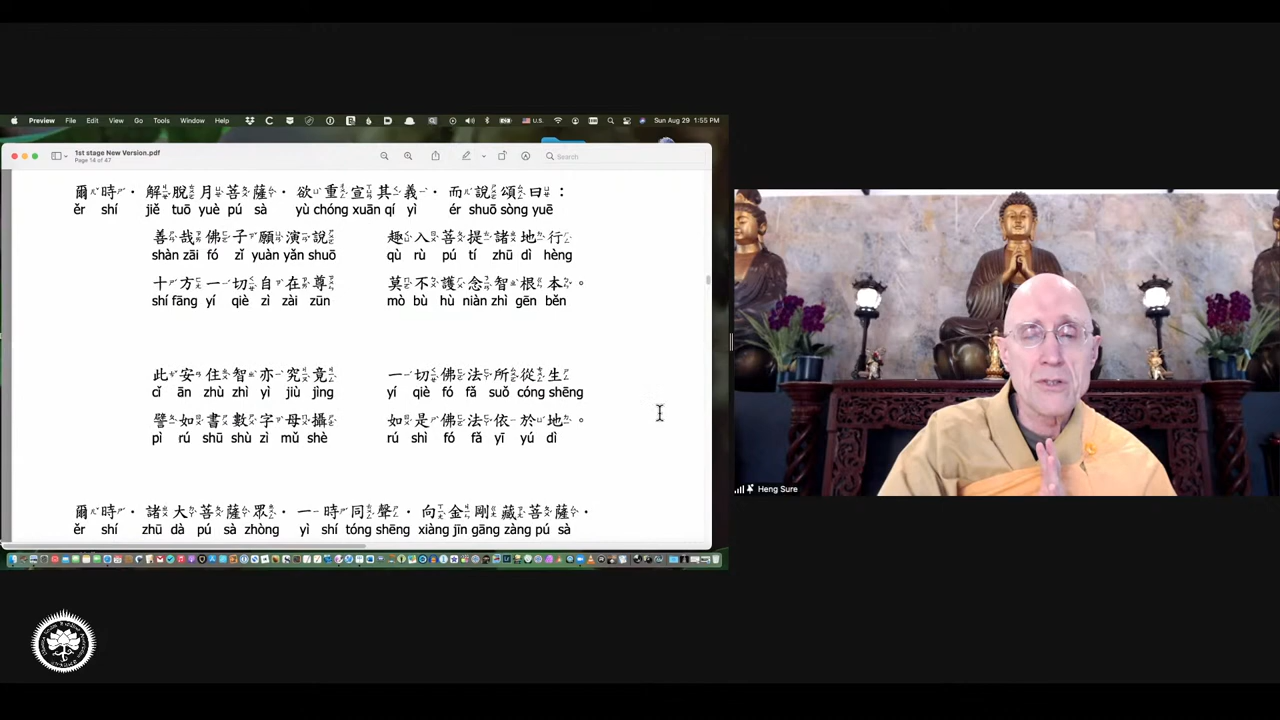 Preview File Edit View Go Tools Window Help U.S. Sun Aug 29 1:55 PM
1st stage New Version.pdf
Page 14 of 47
Search
爾時・解脫月菩薩・欲重宣其義・而說頌曰：
ěr shí jiě tuō yuè pú sà yù chóng xuān qí yì ér shuō sòng yuē
善哉佛子願演說 趣入菩提諸地行
shàn zāi fó zǐ yuàn yǎn shuō qù rù pú tí zhū dì hèng
十方一切自在尊 莫不護念智根本。
shí fāng yí qiè zì zài zūn mò bù hù niàn zhì gēn běn
此安住智亦究竟 一切佛法所從生
cǐ ān zhù zhì yì jiù jìng yí qiè fó fǎ suǒ cóng shēng
譬如書數字母攝 如是佛法依於地。
pì rú shū shù zì mǔ shè rú shì fó fǎ yī yú dì
爾時・諸大菩薩眾・一時同聲・向金剛藏菩薩・
ěr shí zhū dà pú sà zhòng yì shí tóng shēng xiàng jīn gāng zàng pú sà
Heng Sure